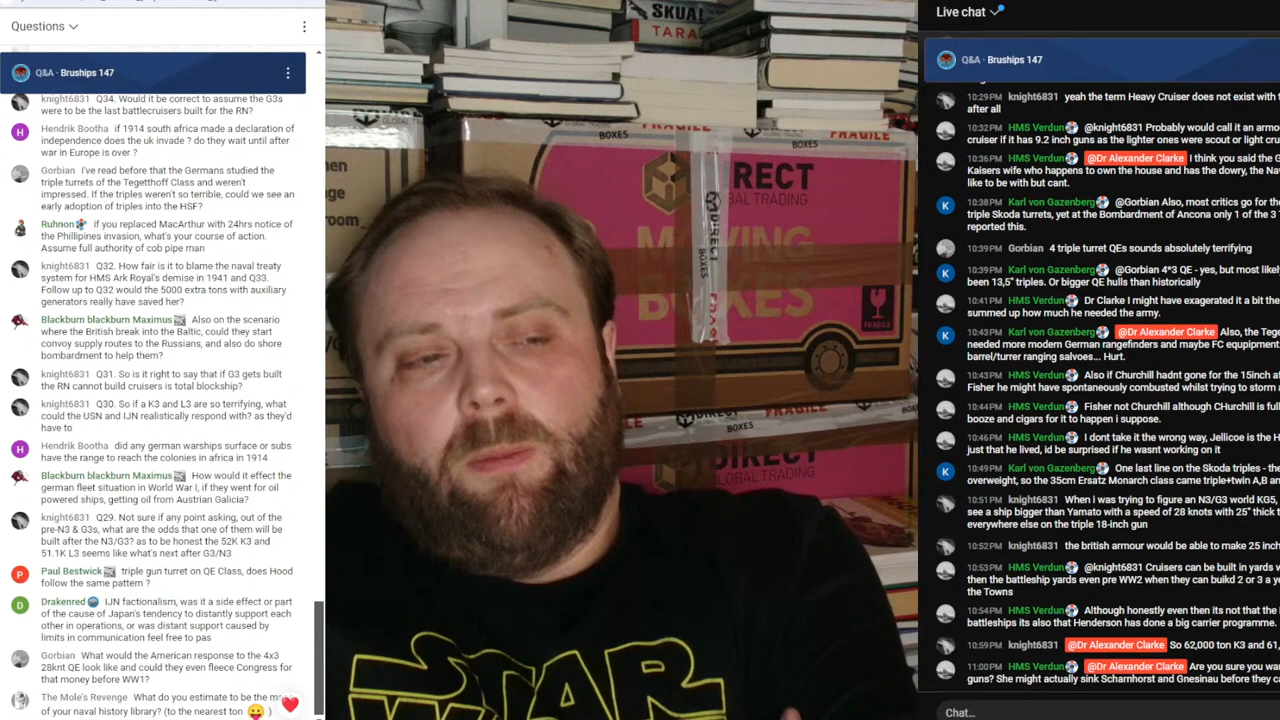 Questions
Q&A · Bruships 147
knight6831 Q34. Would it be correct to assume the G3s
were to be the last battlecruisers built for the RN?
Hendrik Bootha if 1914 south africa made a declaration of
independence does the uk invade ? do they wait until after
war in Europe is over ?
Gorbian I've read before that the Germans studied the
triple turrets of the Tegetthoff Class and weren't
impressed. If the triples weren't so terrible, could we see an
early adoption of triples into the HSF?
Ruhnon if you replaced MacArthur with 24hrs notice of
the Phillipines invasion, what's your course of action.
Assume full authority of cob pipe man
knight6831 Q32. How fair is it to blame the naval treaty
system for HMS Ark Royal's demise in 1941 and Q33.
Follow up to Q32 would the 5000 extra tons with auxiliary
generators really have saved her?
Blackburn blackburn Maximus Also on the scenario
where the British break into the Baltic, could they start
convoy supply routes to the Russians, and also do shore
bombardment to help them?
knight6831 Q31. So is it right to say that if G3 gets built
the RN cannot build cruisers is total blockship?
knight6831 Q30. So if a K3 and L3 are so terrifying, what
could the USN and IJN realistically respond with? as they'd
have to
Hendrik Bootha did any german warships surface or subs
have the range to reach the colonies in africa in 1914
Blackburn blackburn Maximus How would it effect the
german fleet situation in World War I, if they went for oil
powered ships, getting oil from Austrian Galicia?
knight6831 Q29. Not sure if any point asking, out of the
pre-N3 & G3s, what are the odds that one of them will be
built after the N3/G3? as to be honest the 52K K3 and
51.1K L3 seems like what's next after G3/N3
Paul Bestwick triple gun turret on QE Class, does Hood
follow the same pattern ?
Drakenred IJN factionalism, was it a side effect or part
of the cause of Japan's tendency to distantly support each
other in operations, or was distant support caused by
limits in communication feel free to pas
Gorbian What would the American response to the 4x3
28knt QE look like and could they even fleece Congress for
that money before WW1?
The Mole's Revenge What do you estimate to be the
of your naval history library? (to the nearest ton 😛 )
SKUA!
TARA
FRAGILE
BOXES
GLOBAL TRADING
FRAGILE
BOXES
DIRECT
GLOBAL TRADING
MOVING
BOXES
FRAGILE
DIRECT
BOXES
DIRECT
GLOBAL TRADING
STAR
Live chat
Q&A · Bruships 147
10:29PM knight6831 yeah the term Heavy Cruiser does not exist with
after all
10:32PM HMS Verdun @knight6831 Probably would call it an
cruiser if it has 9.2 inch guns as the lighter ones were scout or light
10:36PM HMS Verdun @Dr Alexander Clarke I think you said the
Kaisers wife who happens to own the house and has the dowry, the
like to be with but cant.
10:38PM Karl von Gazenberg @Gorbian Also, most critics go for the
triple Skoda turrets, yet at the Bombardment of Ancona only 1 of the 3
reported this.
10:39PM Gorbian 4 triple turret QEs sounds absolutely terrifying
10:39PM Karl von Gazenberg @Gorbian 4*3 QE - yes, but most
been 13,5" triples. Or bigger QE hulls than historically
10:41PM HMS Verdun Dr Clarke I might have exagerated it a bit
summed up how much he needed the army.
10:43PM Karl von Gazenberg @Dr Alexander Clarke Also, the
needed more modern German rangefinders and maybe FC
barrel/turrer ranging salvoes... Hurt.
10:43PM HMS Verdun Also if Churchill hadnt gone for the 15inch
Fisher he might have spontaneously combusted whilst trying to storm
10:44PM HMS Verdun Fisher not Churchill although CHurchill is
booze and cigars for it to happen i suppose.
10:46PM HMS Verdun I dont take it the wrong way, Jellicoe is the
just that he lived, id be surprised if he wasnt working on it
10:49PM Karl von Gazenberg One last line on the Skoda triples -
overweight, so the 35cm Ersatz Monarch class came triple+twin A,B
10:51PM knight6831 When i was trying to figure an N3/G3 world KG5,
see a ship bigger than Yamato with a speed of 28 knots with 25" thick
everywhere else on the triple 18-inch gun
10:52PM knight6831 the british armour would be able to make 25
10:53PM HMS Verdun @knight6831 Cruisers can be built in yards
then the battleship yards even pre WW2 when they can buikd 2 or 3 a
the Towns
10:54PM HMS Verdun Although honestly even then its not that the
battleships its also that Henderson has done a big carrier programme.
10:59PM knight6831 @Dr Alexander Clarke So 62,000 ton K3 and
11:00PM HMS Verdun @Dr Alexander Clarke Are you sure you
guns? She might actually sink Scharnhorst and Gnesinau before they
Chat...